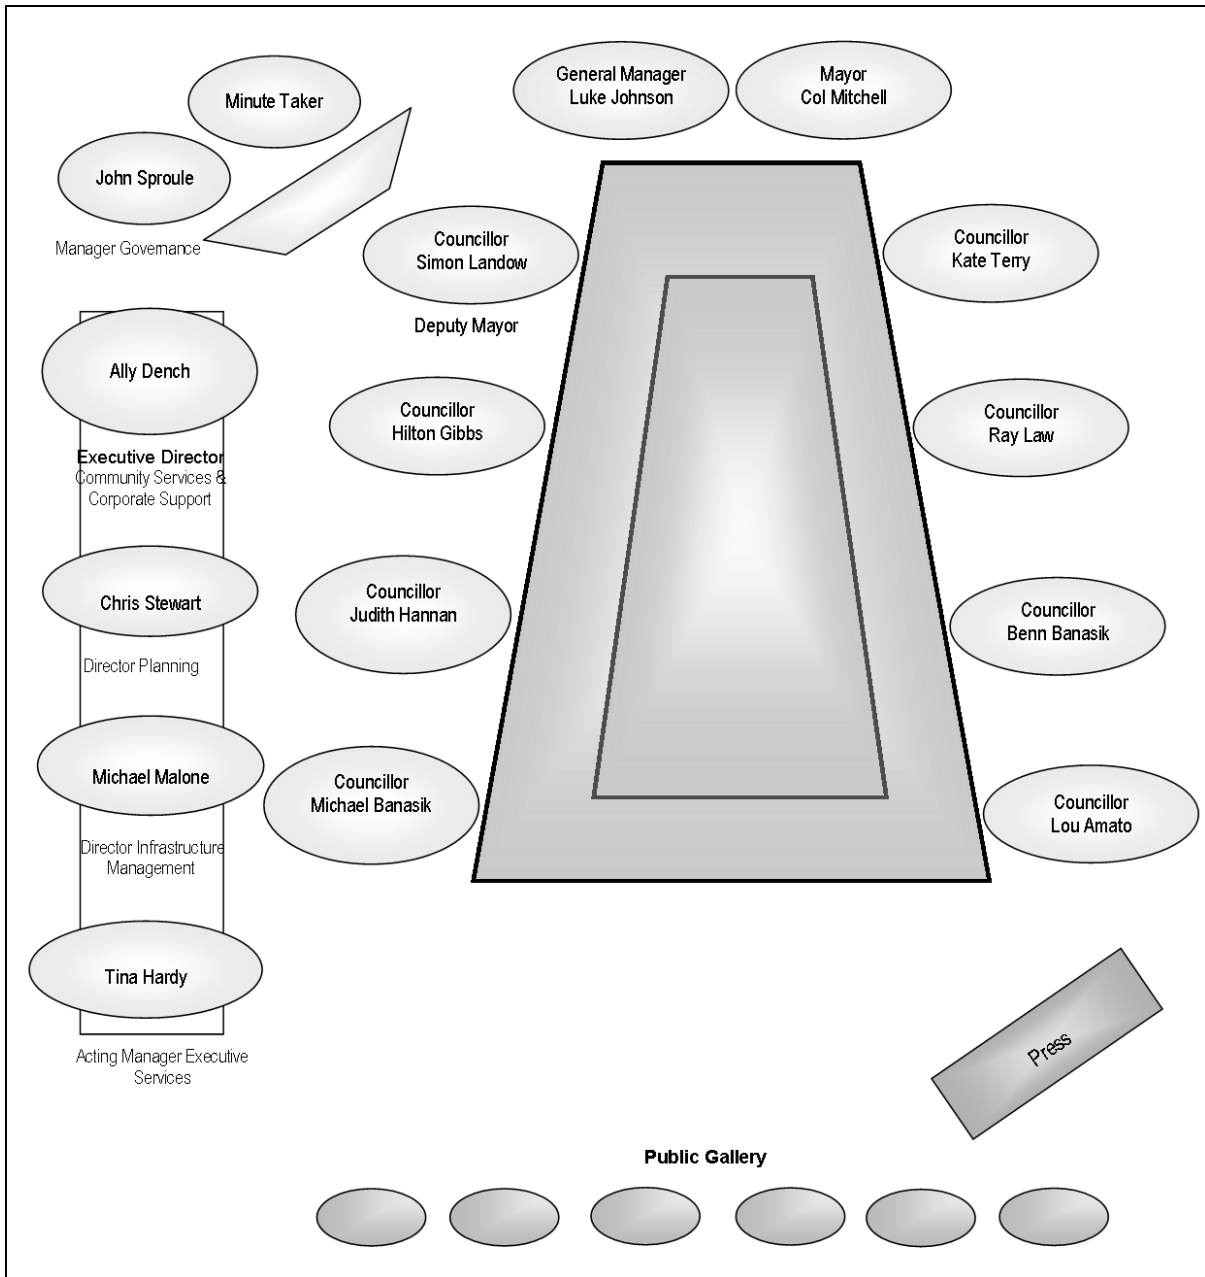 General Manager
Luke Johnson
Mayor
Col Mitchell
Minute Taker
John Sproule
Manager Governance
Councillor
Simon Landow
Deputy Mayor
Councillor
Kate Terry
Ally Dench
Executive Director
Community Services &
Corporate Support
Councillor
Hilton Gibbs
Councillor
Ray Law
Chris Stewart
Director Planning
Councillor
Judith Hannan
Councillor
Benn Banasik
Michael Malone
Director Infrastructure
Management
Councillor
Michael Banasik
Councillor
Lou Amato
Tina Hardy
Acting Manager Executive
Services
Press
Public Gallery